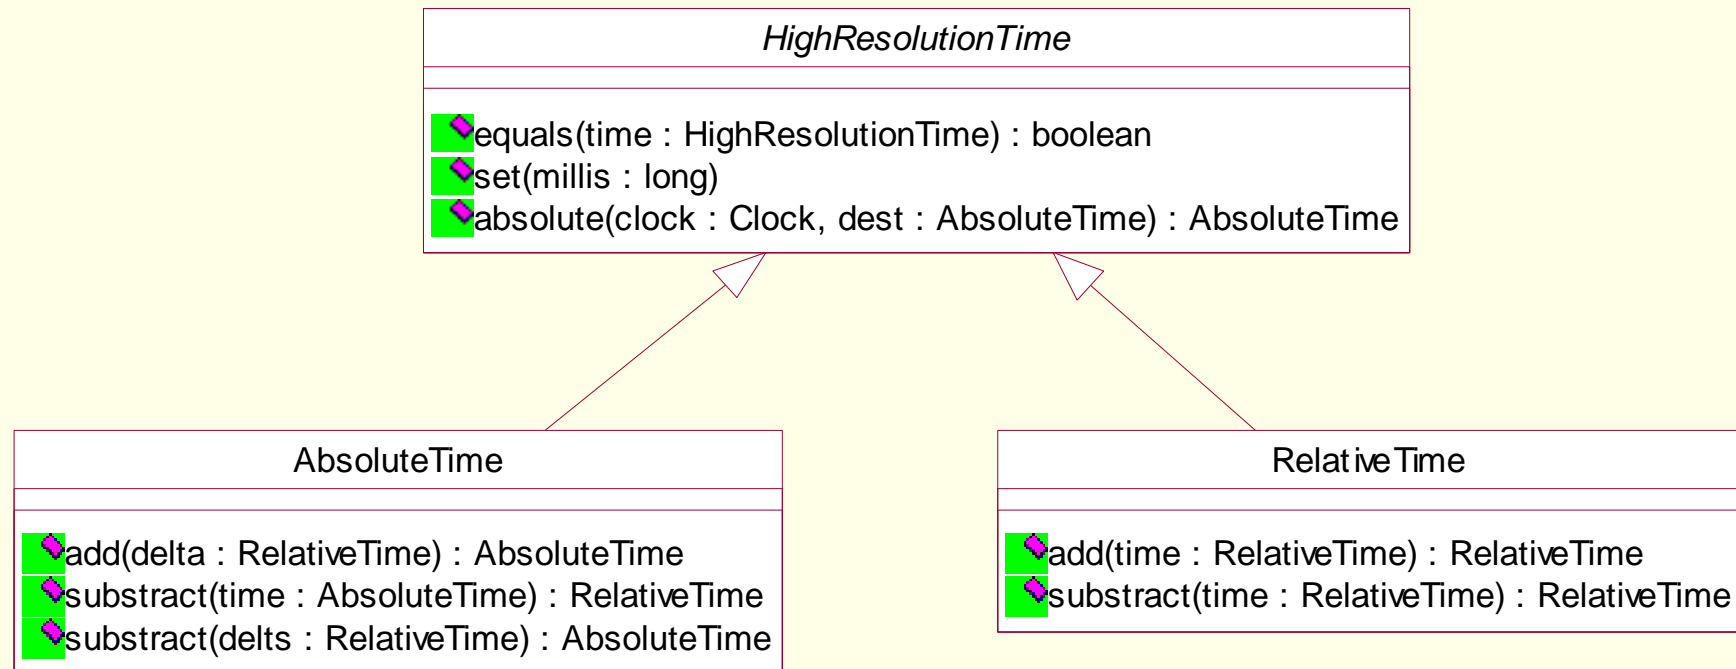 HighResolutionTime
equals(time : HighResolutionTime) : boolean
set(millis : long)
absolute(clock : Clock, dest : AbsoluteTime) : AbsoluteTime
AbsoluteTime
add(delta : RelativeTime) : AbsoluteTime
substract(time : AbsoluteTime) : RelativeTime
substract(delts : RelativeTime) : AbsoluteTime
RelativeTime
add(time : RelativeTime) : RelativeTime
substract(time : RelativeTime) : RelativeTime